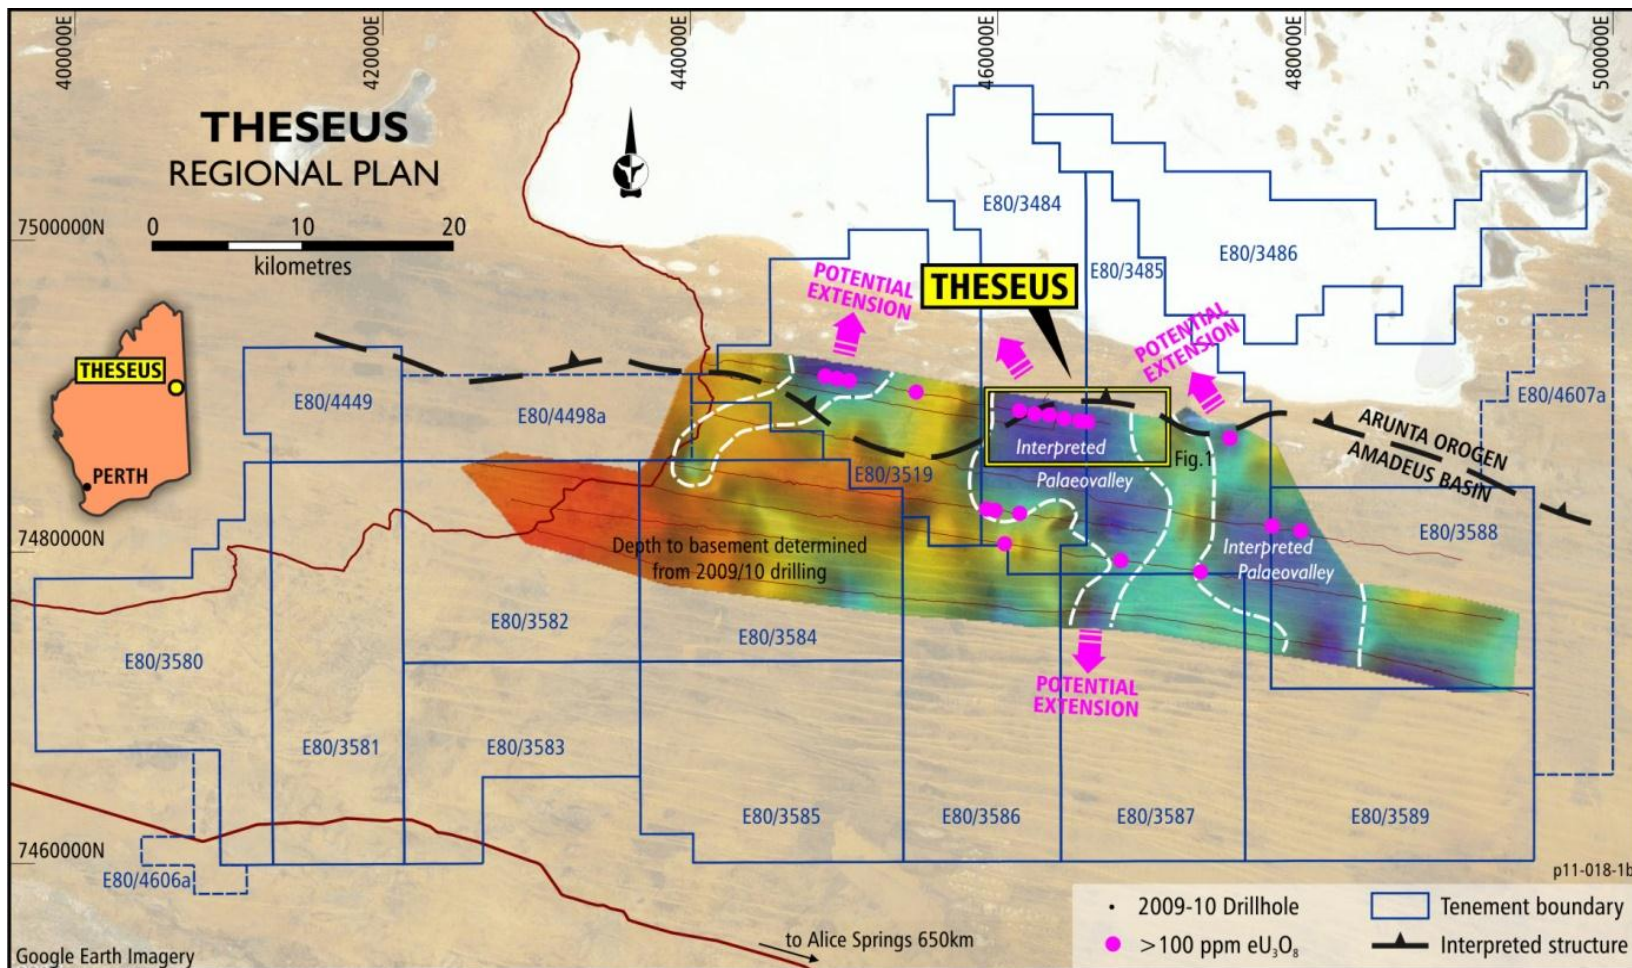 400000E
420000E
440000E
460000E
480000E
500000E
THESEUS
REGIONAL PLAN
0 10 20
kilometres
7500000N
7480000N
7460000N
THESEUS
PERTH
E80/3484
E80/3485
E80/3486
POTENTIAL
EXTENSION
THESEUS
POTENTIAL
EXTENSION
E80/4449
E80/4498a
E80/4607a
ARUNTA OROGEN
AMADEUS BASIN
Interpreted
Palaeovalley
Fig.1
E80/3519
E80/3588
Depth to basement determined
from 2009/10 drilling
Interpreted
Palaeovalley
E80/3582
E80/3584
E80/3580
POTENTIAL
EXTENSION
E80/3581
E80/3583
E80/3585
E80/3586
E80/3587
E80/3589
E80/4606a
p11-018-1b
2009-10 Drillhole
Tenement boundary
>100 ppm eU₃O₈
Interpreted structure
to Alice Springs 650km
Google Earth Imagery